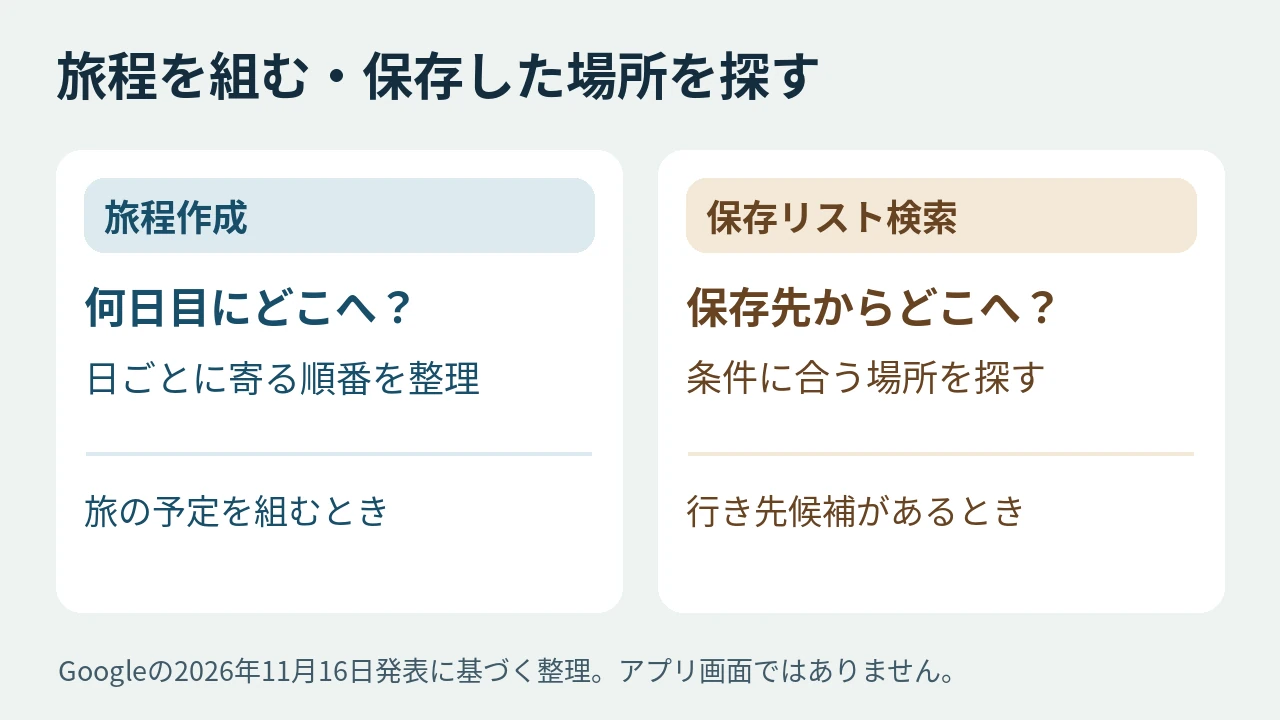 旅程を組む・保存した場所を探す
旅程作成
何日目にどこへ？
日ごとに寄る順番を整理
旅の予定を組むとき
保存リスト検索
保存先からどこへ？
条件に合う場所を探す
行き先候補があるとき
Googleの2026年11月16日発表に基づく整理。アプリ画面ではありません。